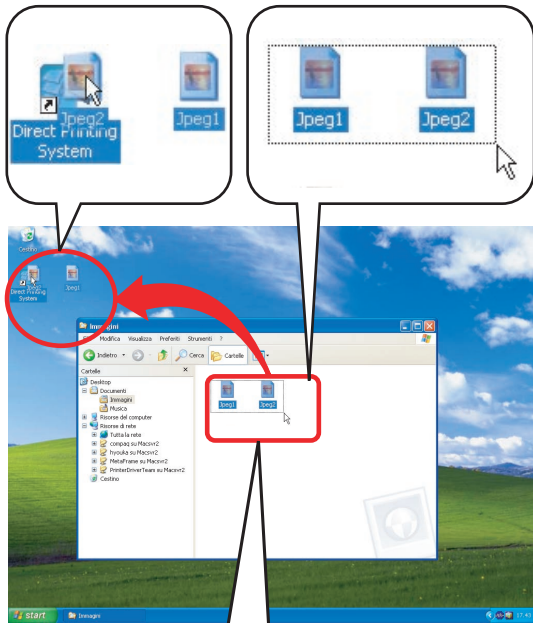 Jpeg2
Direct Printing
System
Jpeg1
Jpeg1
Jpeg2
Cestino
Direct Printing
System
Jpeg1
Immagini
Modifica Visualizza Preferiti Strumenti ?
Indietro Cerca Cartelle
Cartelle X
Desktop
Documenti
Immagini
Musica
Risorse del computer
Risorse di rete
Tutta la rete
compaq su Macsvr2
hyouka su Macsvr2
MetaFrame su Macsvr2
PrinterDriverTeam su Macsvr2
Cestino
Jpeg1
Jpeg2
start
Immagini
17.43